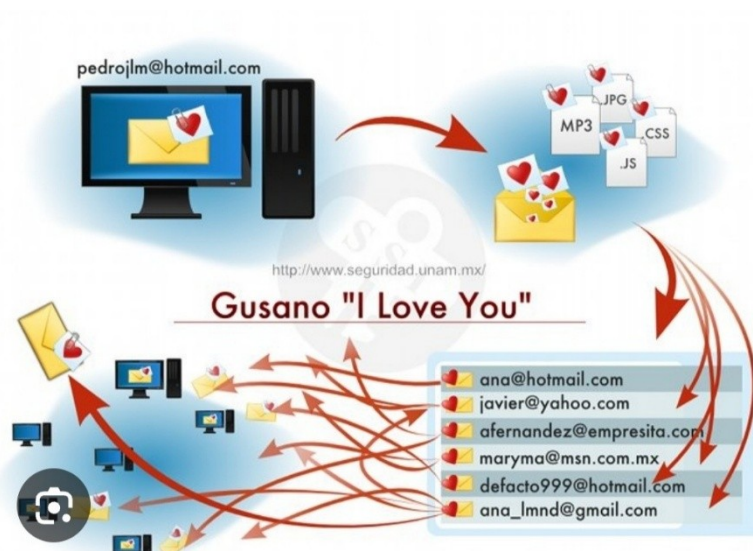 pedrojlm@hotmail.com
.JPG
MP3
.CSS
.JS
http://www.seguridad.unam.mx/
Gusano "I Love You"
ana@hotmail.com
javier@yahoo.com
afernandez@empresita.com
maryma@msn.com.mx
defacto999@hotmail.com
ana_lmnd@gmail.com